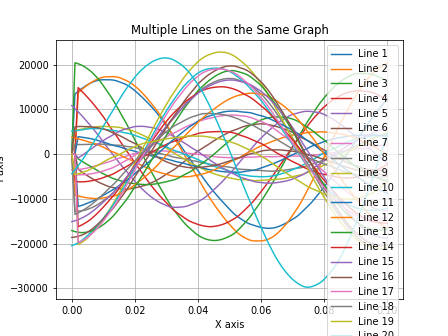 Multiple Lines on the Same Graph
20000
10000
0
−10000
−20000
−30000
0.00
0.02
0.04
0.06
0.08
X axis
Line 1
Line 2
Line 3
Line 4
Line 5
Line 6
Line 7
Line 8
Line 9
Line 10
Line 11
Line 12
Line 13
Line 14
Line 15
Line 16
Line 17
Line 18
Line 19
Line 20